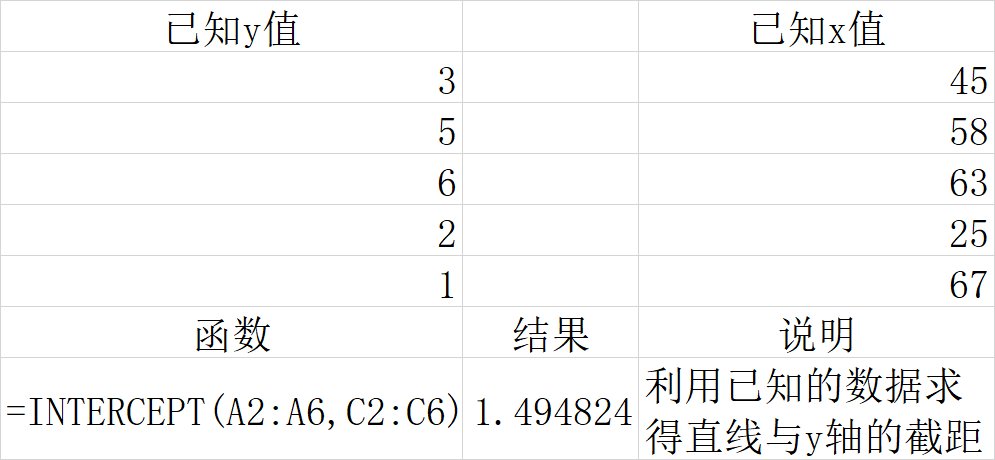 已知y值 已知x值
3 45
5 58
6 63
2 25
1 67
函数 结果 说明
=INTERCEPT(A2:A6,C2:C6) 1.494824 利用已知的数据求
得直线与y轴的截距